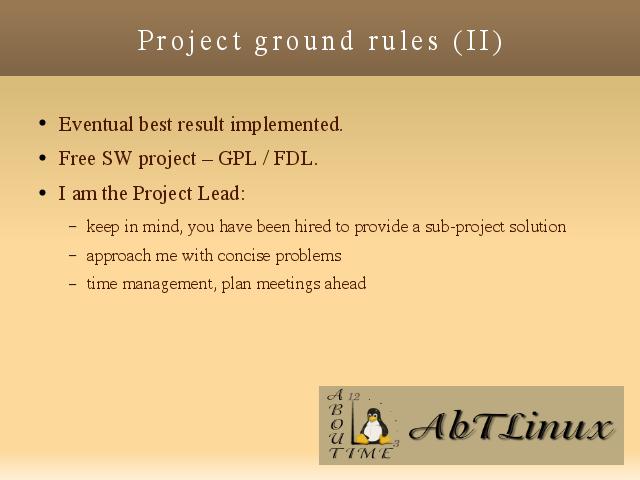 Project ground rules (II)
• Eventual best result implemented.
• Free SW project – GPL / FDL.
• I am the Project Lead:
– keep in mind, you have been hired to provide a sub-project solution
– approach me with concise problems
– time management, plan meetings ahead
ABOUT
12
3
TIME
AbTLinux